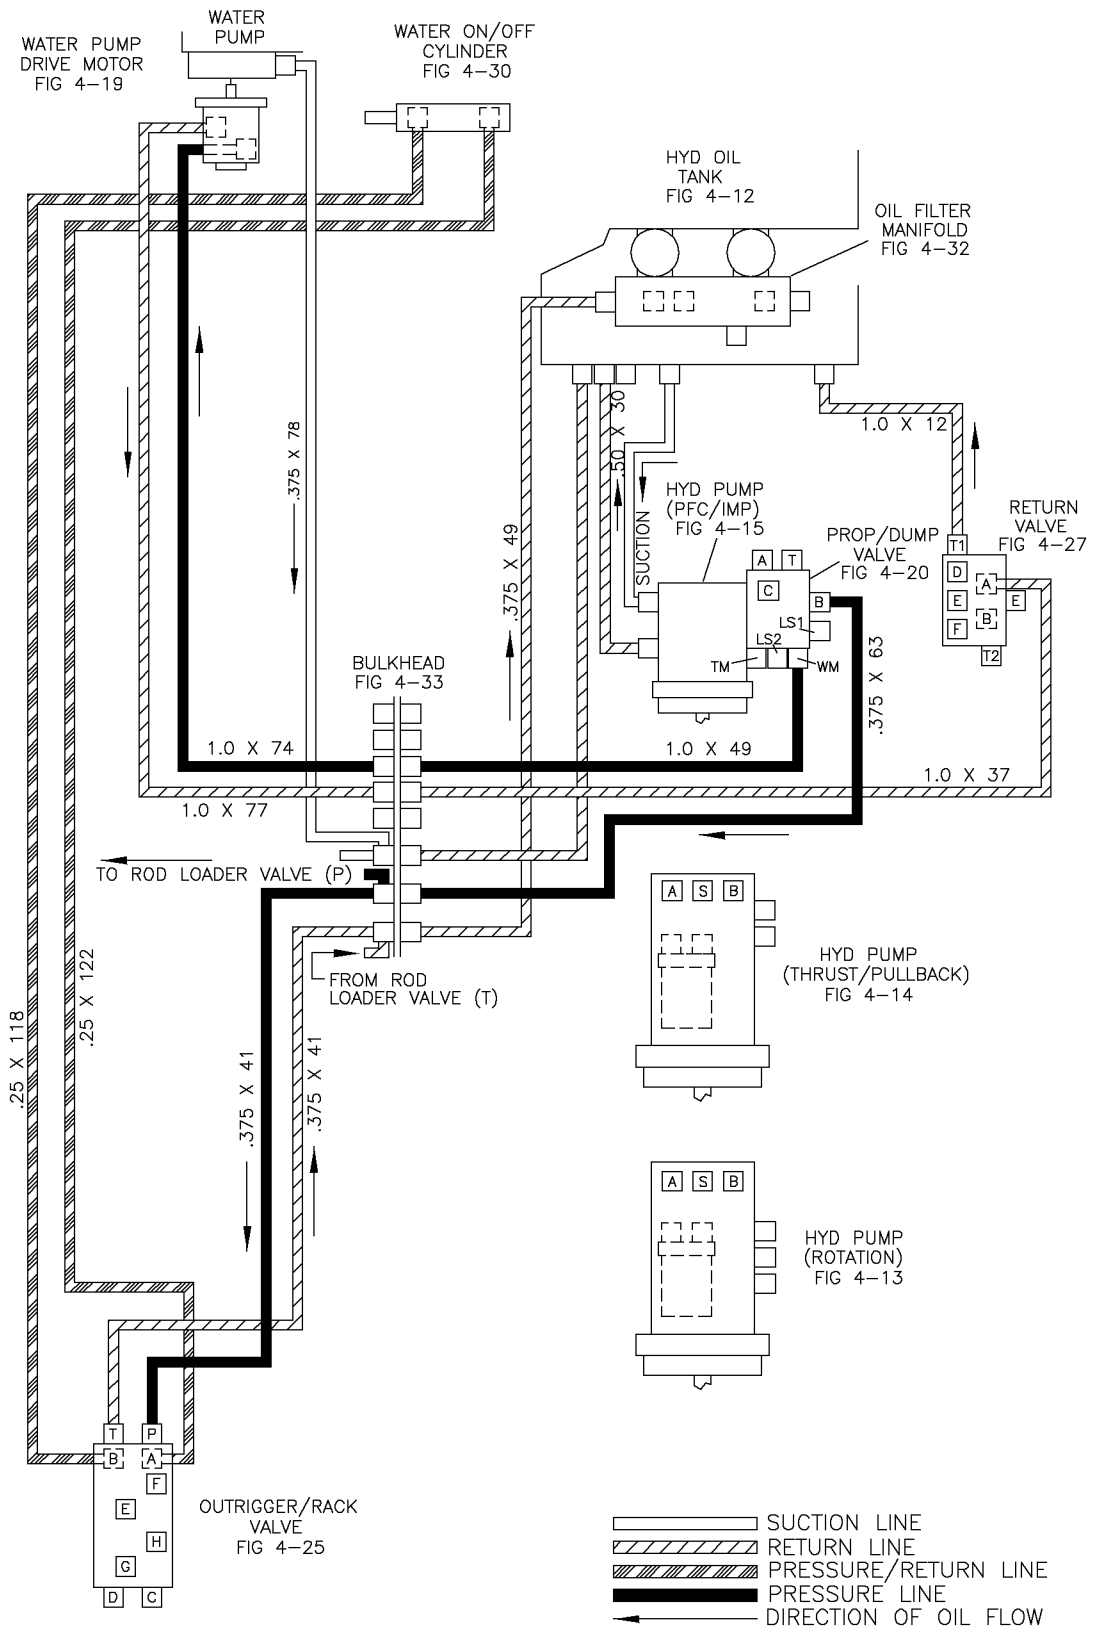 WATER
PUMP
WATER PUMP
DRIVE MOTOR
FIG 4-19
WATER ON/OFF
CYLINDER
FIG 4-30
HYD OIL
TANK
FIG 4-12
OIL FILTER
MANIFOLD
FIG 4-32
.375 X 78
.375 X 49
.50 X 30
SUCTION
1.0 X 12
HYD PUMP
(PFC/IMP)
FIG 4-15
PROP/DUMP
VALVE
FIG 4-20
RETURN
VALVE
FIG 4-27
A T
C
B
LS1
LS2
TM
WM
T1
D
A
E
E
B
F
T2
.375 X 63
BULKHEAD
FIG 4-33
1.0 X 74
1.0 X 49
1.0 X 77
1.0 X 37
TO ROD LOADER VALVE (P)
FROM ROD
LOADER VALVE (T)
A S B
HYD PUMP
(THRUST/PULLBACK)
FIG 4-14
.25 X 118
.25 X 122
.375 X 41
.375 X 41
A S B
HYD PUMP
(ROTATION)
FIG 4-13
T P
B A
F
E
H
G
D C
OUTRIGGER/RACK
VALVE
FIG 4-25
SUCTION LINE
RETURN LINE
PRESSURE/RETURN LINE
PRESSURE LINE
DIRECTION OF OIL FLOW